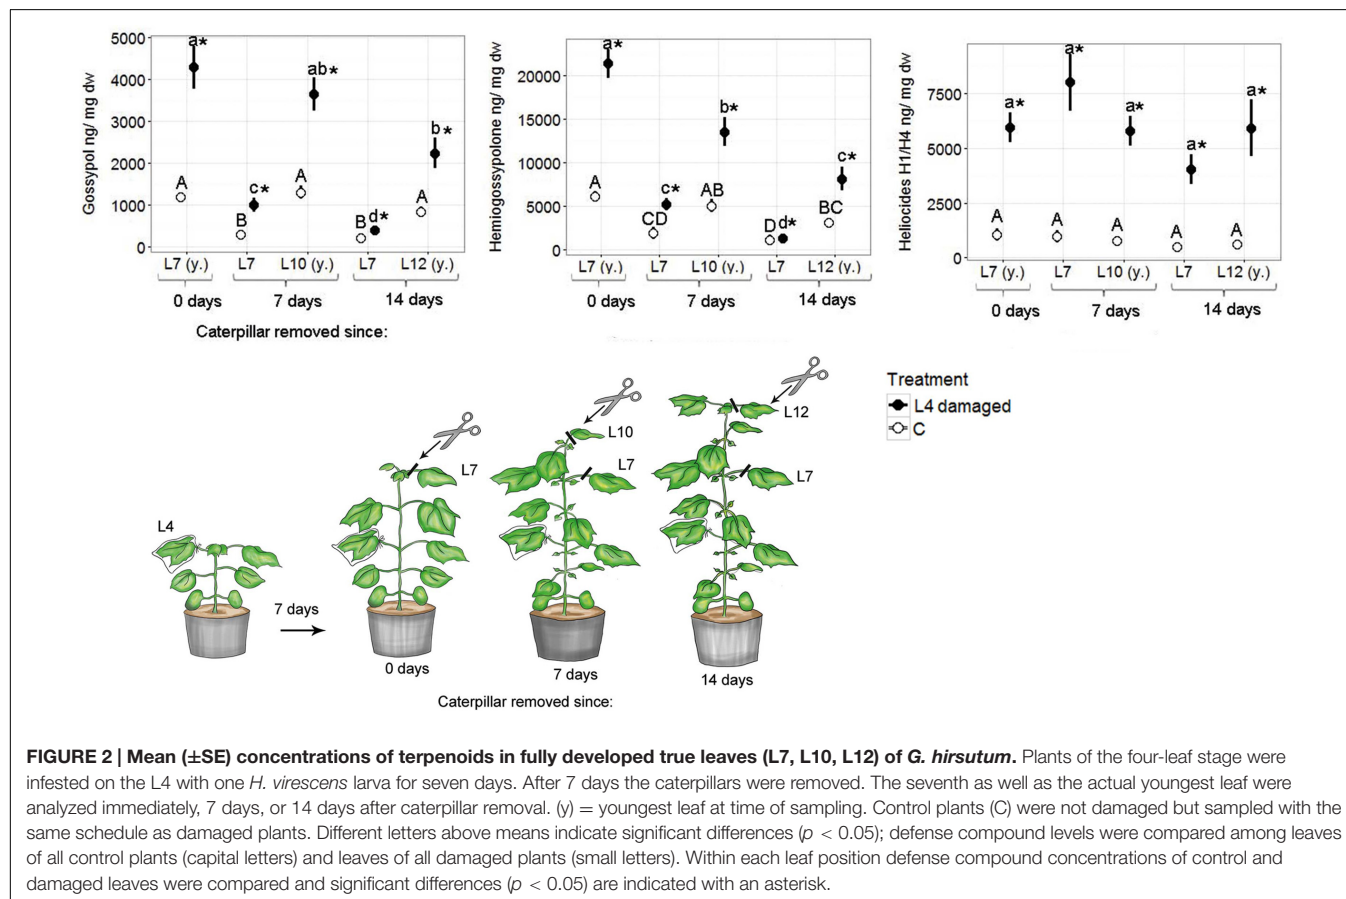 Gossypol ng/ mg dw
5000
4000
3000
2000
1000
0
a*
A
B
c*
ab*
A
B
d*
b*
A
L7 (y.)
L7
L10 (y.)
L7
L12 (y.)
0 days
7 days
14 days
Caterpillar removed since:
Hemiogossypolone ng/ mg dw
20000
15000
10000
5000
0
a*
A
CD
c*
b*
AB
D
d*
c*
BC
L7 (y.)
L7
L10 (y.)
L7
L12 (y.)
0 days
7 days
14 days
Heliocides H1/H4 ng/ mg dw
7500
5000
2500
0
a*
A
a*
A
a*
A
a*
A
a*
A
L7 (y.)
L7
L10 (y.)
L7
L12 (y.)
0 days
7 days
14 days
Treatment
L4 damaged
C
L4
7 days
L7
0 days
L10
L7
7 days
L12
L7
14 days
Caterpillar removed since:
FIGURE 2 | Mean (±SE) concentrations of terpenoids in fully developed true leaves (L7, L10, L12) of G. hirsutum. Plants of the four-leaf stage were
infested on the L4 with one H. virescens larva for seven days. After 7 days the caterpillars were removed. The seventh as well as the actual youngest leaf were
analyzed immediately, 7 days, or 14 days after caterpillar removal. (y) = youngest leaf at time of sampling. Control plants (C) were not damaged but sampled with the
same schedule as damaged plants. Different letters above means indicate significant differences (p < 0.05); defense compound levels were compared among leaves
of all control plants (capital letters) and leaves of all damaged plants (small letters). Within each leaf position defense compound concentrations of control and
damaged leaves were compared and significant differences (p < 0.05) are indicated with an asterisk.